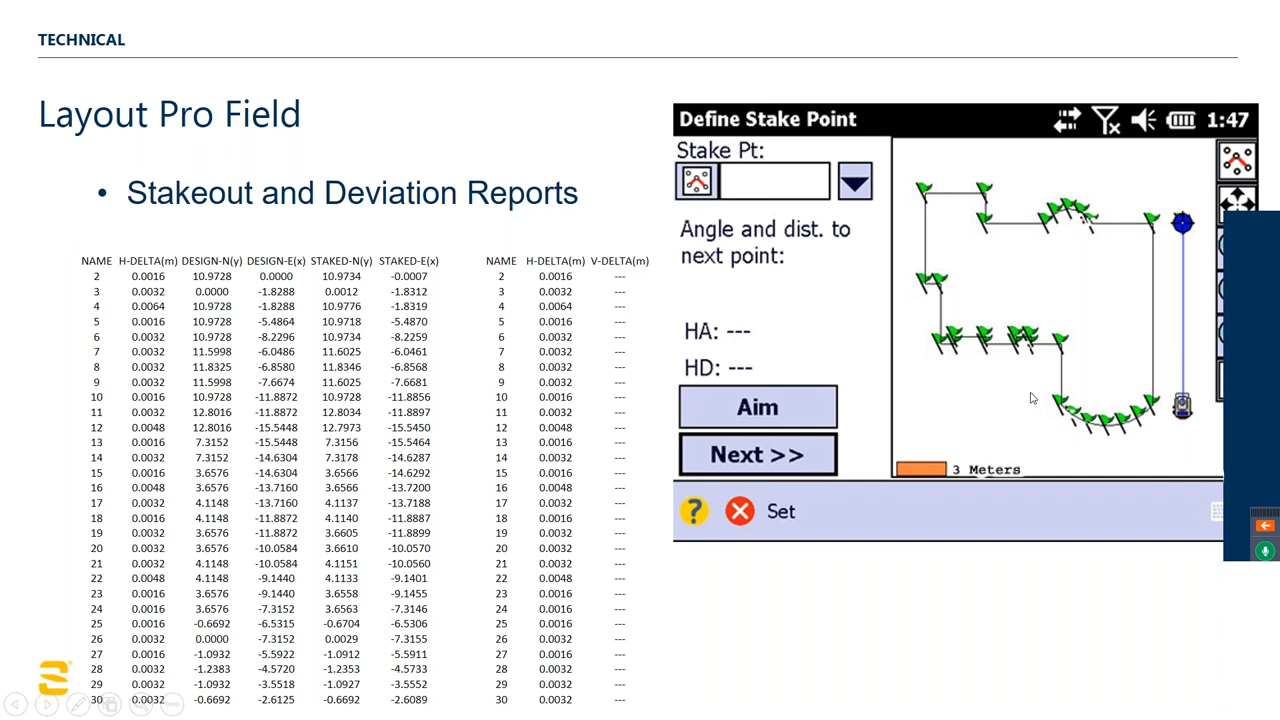 TECHNICAL
Layout Pro Field
• Stakeout and Deviation Reports
NAME H-DELTA(m) DESIGN-N(y) DESIGN-E(x) STAKED-N(y) STAKED-E(x)
2 0.0016 10.9728 0.0000 10.9734 -0.0007
3 0.0032 0.0000 -1.8288 0.0012 -1.8312
4 0.0064 10.9728 -1.8288 10.9776 -1.8319
5 0.0016 10.9728 -5.4864 10.9718 -5.4870
6 0.0032 10.9728 -8.2296 10.9734 -8.2259
7 0.0032 11.5998 -6.0486 11.6025 -6.0461
8 0.0032 11.8325 -6.8580 11.8346 -6.8568
9 0.0032 11.5998 -7.6674 11.6025 -7.6681
10 0.0016 10.9728 -11.8872 10.9728 -11.8856
11 0.0032 12.8016 -11.8872 12.8034 -11.8897
12 0.0048 12.8016 -15.5448 12.7973 -15.5450
13 0.0016 7.3152 -15.5448 7.3156 -15.5464
14 0.0032 7.3152 -14.6304 7.3178 -14.6287
15 0.0016 3.6576 -14.6304 3.6566 -14.6292
16 0.0048 3.6576 -13.7160 3.6566 -13.7200
17 0.0032 4.1148 -13.7160 4.1137 -13.7188
18 0.0016 4.1148 -11.8872 4.1140 -11.8887
19 0.0032 3.6576 -11.8872 3.6605 -11.8899
20 0.0032 3.6576 -10.0584 3.6610 -10.0570
21 0.0032 4.1148 -10.0584 4.1151 -10.0560
22 0.0048 4.1148 -9.1440 4.1133 -9.1401
23 0.0016 3.6576 -9.1440 3.6558 -9.1455
24 0.0016 3.6576 -7.3152 3.6563 -7.3146
25 0.0016 -0.6692 -6.5315 -0.6704 -6.5306
26 0.0032 0.0000 -7.3152 0.0029 -7.3155
27 0.0016 -1.0932 -5.5922 -1.0912 -5.5911
28 0.0032 -1.2383 -4.5720 -1.2353 -4.5733
29 0.0032 -1.0932 -3.5518 -1.0927 -3.5552
30 0.0032 -0.6692 -2.6125 -0.6692 -2.6089
NAME H-DELTA(m) V-DELTA(m)
2 0.0016 ---
3 0.0032 ---
4 0.0064 ---
5 0.0016 ---
6 0.0032 ---
7 0.0032 ---
8 0.0032 ---
9 0.0032 ---
10 0.0016 ---
11 0.0032 ---
12 0.0048 ---
13 0.0016 ---
14 0.0032 ---
15 0.0016 ---
16 0.0048 ---
17 0.0032 ---
18 0.0016 ---
19 0.0032 ---
20 0.0032 ---
21 0.0032 ---
22 0.0048 ---
23 0.0016 ---
24 0.0016 ---
25 0.0016 ---
26 0.0032 ---
27 0.0016 ---
28 0.0032 ---
29 0.0032 ---
30 0.0032 ---
Define Stake Point 1:47
Stake Pt:
Angle and dist. to
next point:
HA: ---
HD: ---
Aim
Next >>
3 Meters
Set